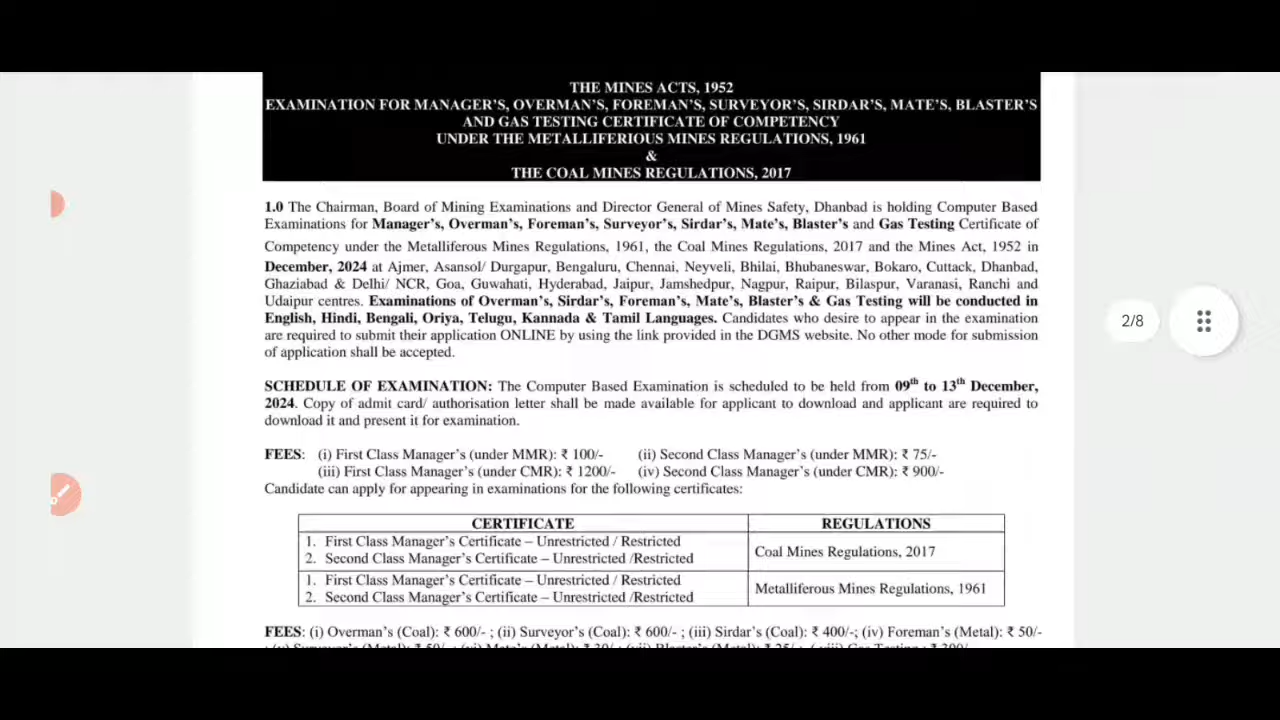 THE MINES ACTS, 1952
EXAMINATION FOR MANAGER'S, OVERMAN'S, FOREMAN'S, SURVEYOR'S, SIRDAR'S, MATE'S, BLASTER'S
AND GAS TESTING CERTIFICATE OF COMPETENCY
UNDER THE METALLIFERIOUS MINES REGULATIONS, 1961
&
THE COAL MINES REGULATIONS, 2017
1.0 The Chairman, Board of Mining Examinations and Director General of Mines Safety, Dhanbad is holding Computer Based
Examinations for Manager's, Overman's, Foreman's, Surveyor's, Sirdar's, Mate's, Blaster's and Gas Testing Certificate of
Competency under the Metalliferous Mines Regulations, 1961, the Coal Mines Regulations, 2017 and the Mines Act, 1952 in
December, 2024 at Ajmer, Asansol/ Durgapur, Bengaluru, Chennai, Neyveli, Bhilai, Bhubaneswar, Bokaro, Cuttack, Dhanbad,
Ghaziabad & Delhi/ NCR, Goa, Guwahati, Hyderabad, Jaipur, Jamshedpur, Nagpur, Raipur, Bilaspur, Varanasi, Ranchi and
Udaipur centres. Examinations of Overman's, Sirdar's, Foreman's, Mate's, Blaster's & Gas Testing will be conducted in
English, Hindi, Bengali, Oriya, Telugu, Kannada & Tamil Languages. Candidates who desire to appear in the examination
are required to submit their application ONLINE by using the link provided in the DGMS website. No other mode for submission
of application shall be accepted.
2/8
SCHEDULE OF EXAMINATION: The Computer Based Examination is scheduled to be held from 09th to 13th December,
2024. Copy of admit card/ authorisation letter shall be made available for applicant to download and applicant are required to
download it and present it for examination.
FEES: (i) First Class Manager's (under MMR): ₹ 100/- (ii) Second Class Manager's (under MMR): ₹ 75/-
(iii) First Class Manager's (under CMR): ₹ 1200/- (iv) Second Class Manager's (under CMR): ₹ 900/-
Candidate can apply for appearing in examinations for the following certificates:
CERTIFICATE REGULATIONS
1. First Class Manager's Certificate – Unrestricted / Restricted
2. Second Class Manager's Certificate – Unrestricted /Restricted
Coal Mines Regulations, 2017
1. First Class Manager's Certificate – Unrestricted / Restricted
2. Second Class Manager's Certificate – Unrestricted /Restricted
Metalliferous Mines Regulations, 1961
FEES: (i) Overman's (Coal): ₹ 600/- ; (ii) Surveyor's (Coal): ₹ 600/- ; (iii) Sirdar's (Coal): ₹ 400/-; (iv) Foreman's (Metal): ₹ 50/-